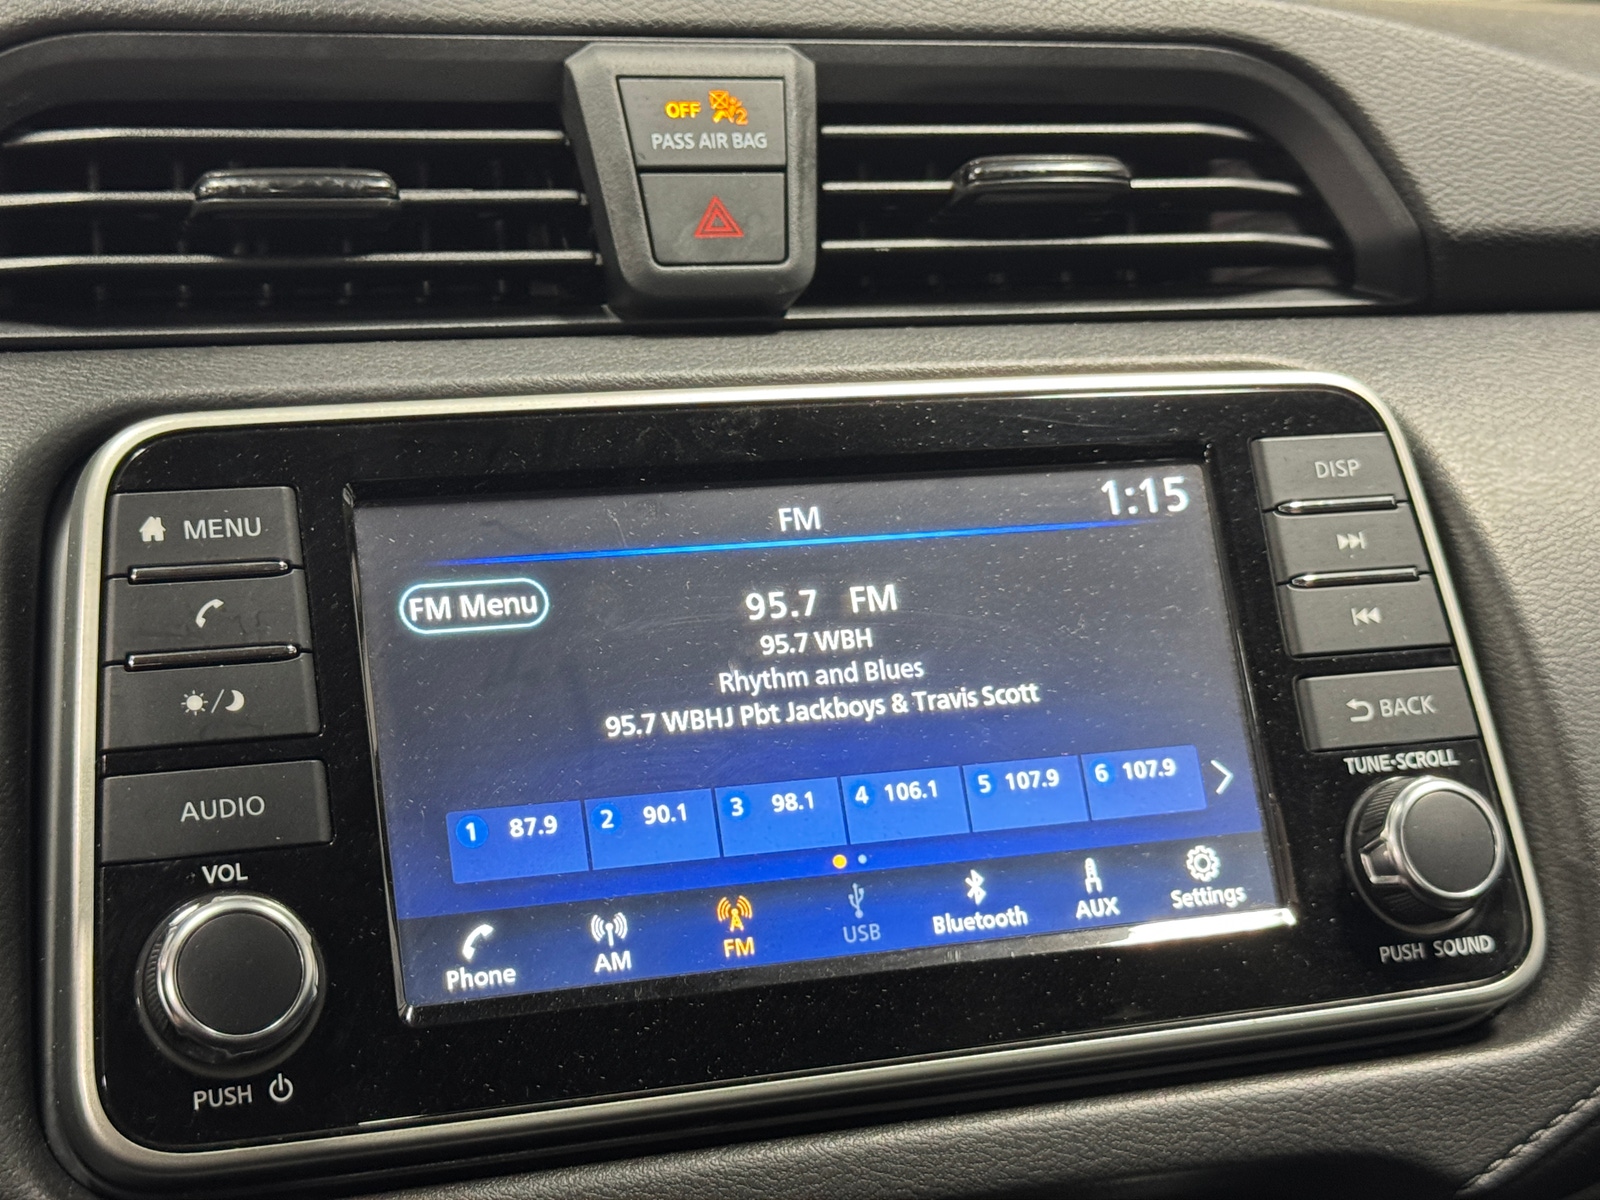 OFF 2
PASS AIR BAG
MENU
AUDIO
VOL
PUSH
FM
1:15
FM Menu
95.7 FM
95.7 WBH
Rhythm and Blues
95.7 WBHJ Pbt Jackboys & Travis Scott
1 87.9 2 90.1 3 98.1 4 106.1 5 107.9 6 107.9
Phone AM FM USB Bluetooth AUX Settings
DISP
BACK
TUNE·SCROLL
PUSH SOUND